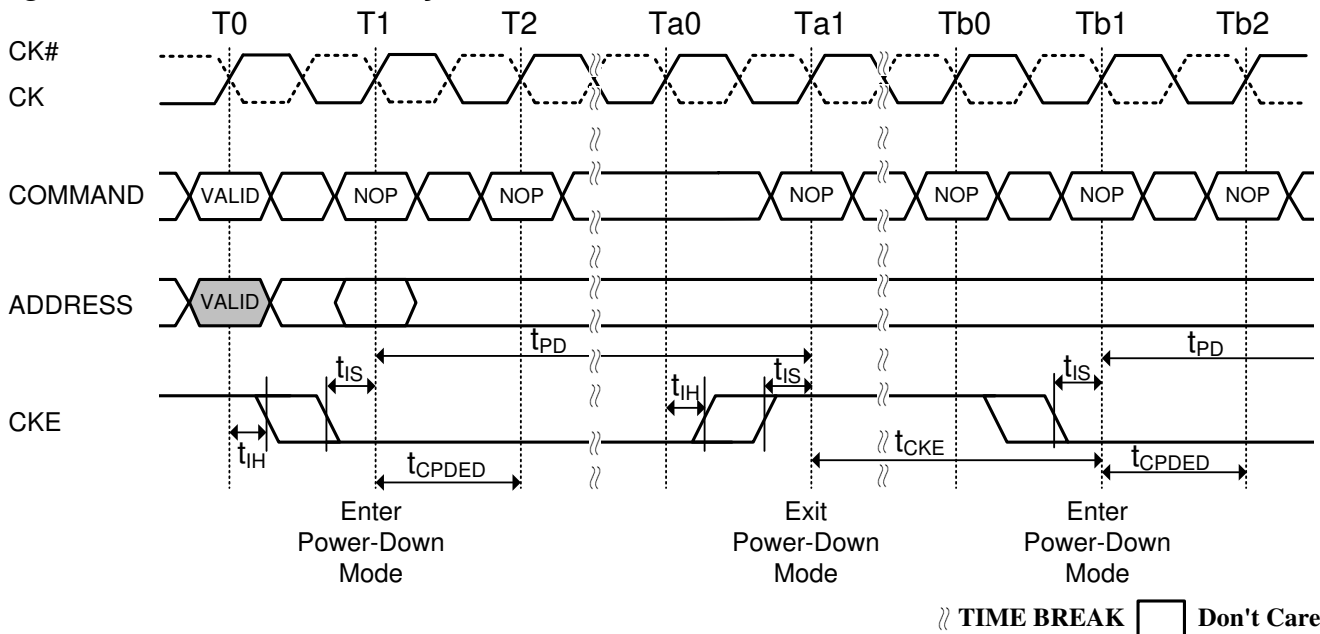 T0 T1 T2 Ta0 Ta1 Tb0 Tb1 Tb2
CK#
CK
COMMAND VALID NOP NOP NOP NOP NOP NOP
ADDRESS VALID
tPD tPD
tIS tIS tIS
tIH
CKE
tIH tCPDED tCKE tCPDED
Enter Power-Down Mode
Exit Power-Down Mode
Enter Power-Down Mode
TIME BREAK Don't Care